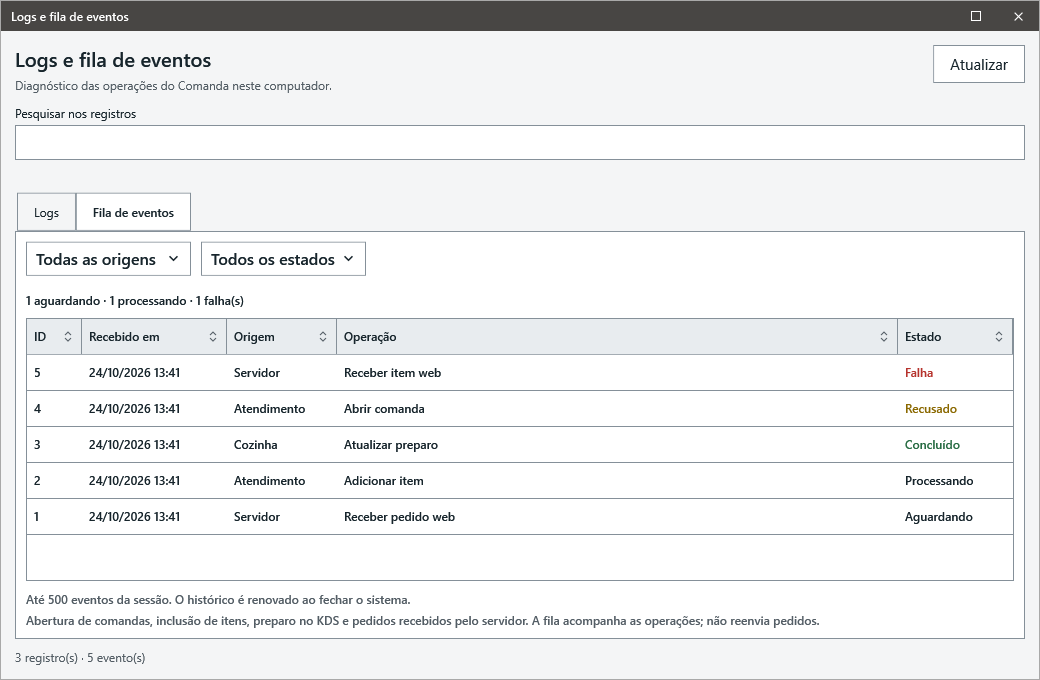 Logs e fila de eventos
Logs e fila de eventos
Atualizar
Diagnóstico das operações do Comanda neste computador.
Pesquisar nos registros
Logs
Fila de eventos
Todas as origens
Todos os estados
1 aguardando · 1 processando · 1 falha(s)
ID Recebido em Origem Operação Estado
5 24/10/2026 13:41 Servidor Receber item web Falha
4 24/10/2026 13:41 Atendimento Abrir comanda Recusado
3 24/10/2026 13:41 Cozinha Atualizar preparo Concluído
2 24/10/2026 13:41 Atendimento Adicionar item Processando
1 24/10/2026 13:41 Servidor Receber pedido web Aguardando
Até 500 eventos da sessão. O histórico é renovado ao fechar o sistema.
Abertura de comandas, inclusão de itens, preparo no KDS e pedidos recebidos pelo servidor. A fila acompanha as operações; não reenvia pedidos.
3 registro(s) · 5 evento(s)